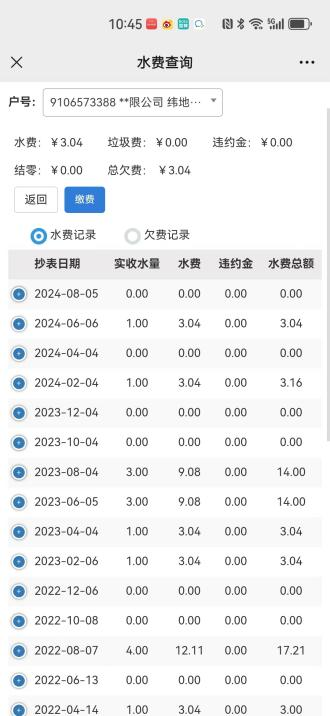 10:45
水费查询
户号： 9106573388 **限公司 纬地…
水费：￥3.04 垃圾费：￥0.00 违约金：￥0.00
结零：￥0.00 总欠费：￥3.04
返回 缴费
水费记录 欠费记录
抄表日期 实收水量 水费 违约金 水费总额
2024-08-05 0.00 0.00 0.00 0.00
2024-06-06 1.00 3.04 0.00 3.04
2024-04-04 0.00 0.00 0.00 0.00
2024-02-04 1.00 3.04 0.00 3.16
2023-12-04 0.00 0.00 0.00 0.00
2023-10-04 0.00 0.00 0.00 0.00
2023-08-04 3.00 9.08 0.00 14.00
2023-06-05 3.00 9.08 0.00 14.00
2023-04-04 1.00 3.04 0.00 3.04
2023-02-06 1.00 3.04 0.00 3.04
2022-12-06 0.00 0.00 0.00 0.00
2022-10-08 0.00 0.00 0.00 0.00
2022-08-07 4.00 12.11 0.00 17.21
2022-06-13 0.00 0.00 0.00 0.00
2022-04-14 1.00 3.04 0.00 3.00